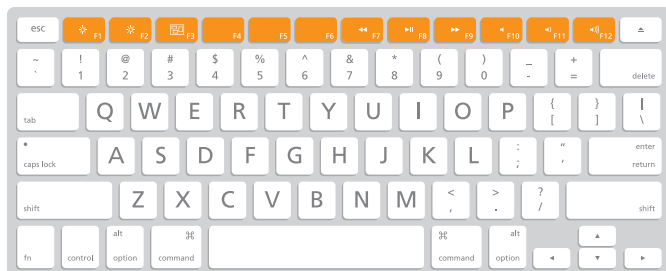 esc F1 F2 F3 F4 F5 F6 F7 F8 F9 F10 F11 F12
~ ! @ # $ % ^ & * ( ) _ +
` 1 2 3 4 5 6 7 8 9 0 - = delete
tab Q W E R T Y U I O P { [ } ] | \
caps lock A S D F G H J K L : ; " ' enter return
shift Z X C V B N M < , > . ? / shift
alt ⌘ ⌘ alt
fn control option command command option